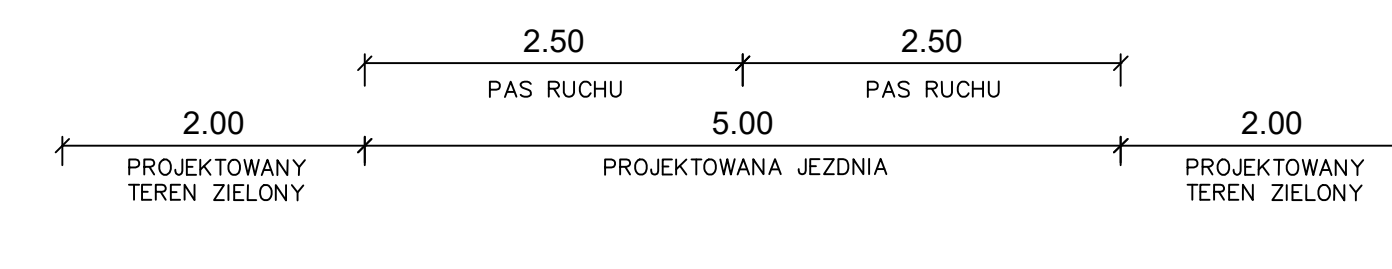 2.50
2.50
PAS RUCHU
PAS RUCHU
2.00
5.00
2.00
PROJEKTOWANY
TEREN ZIELONY
PROJEKTOWANA JEZDNIA
PROJEKTOWANY
TEREN ZIELONY